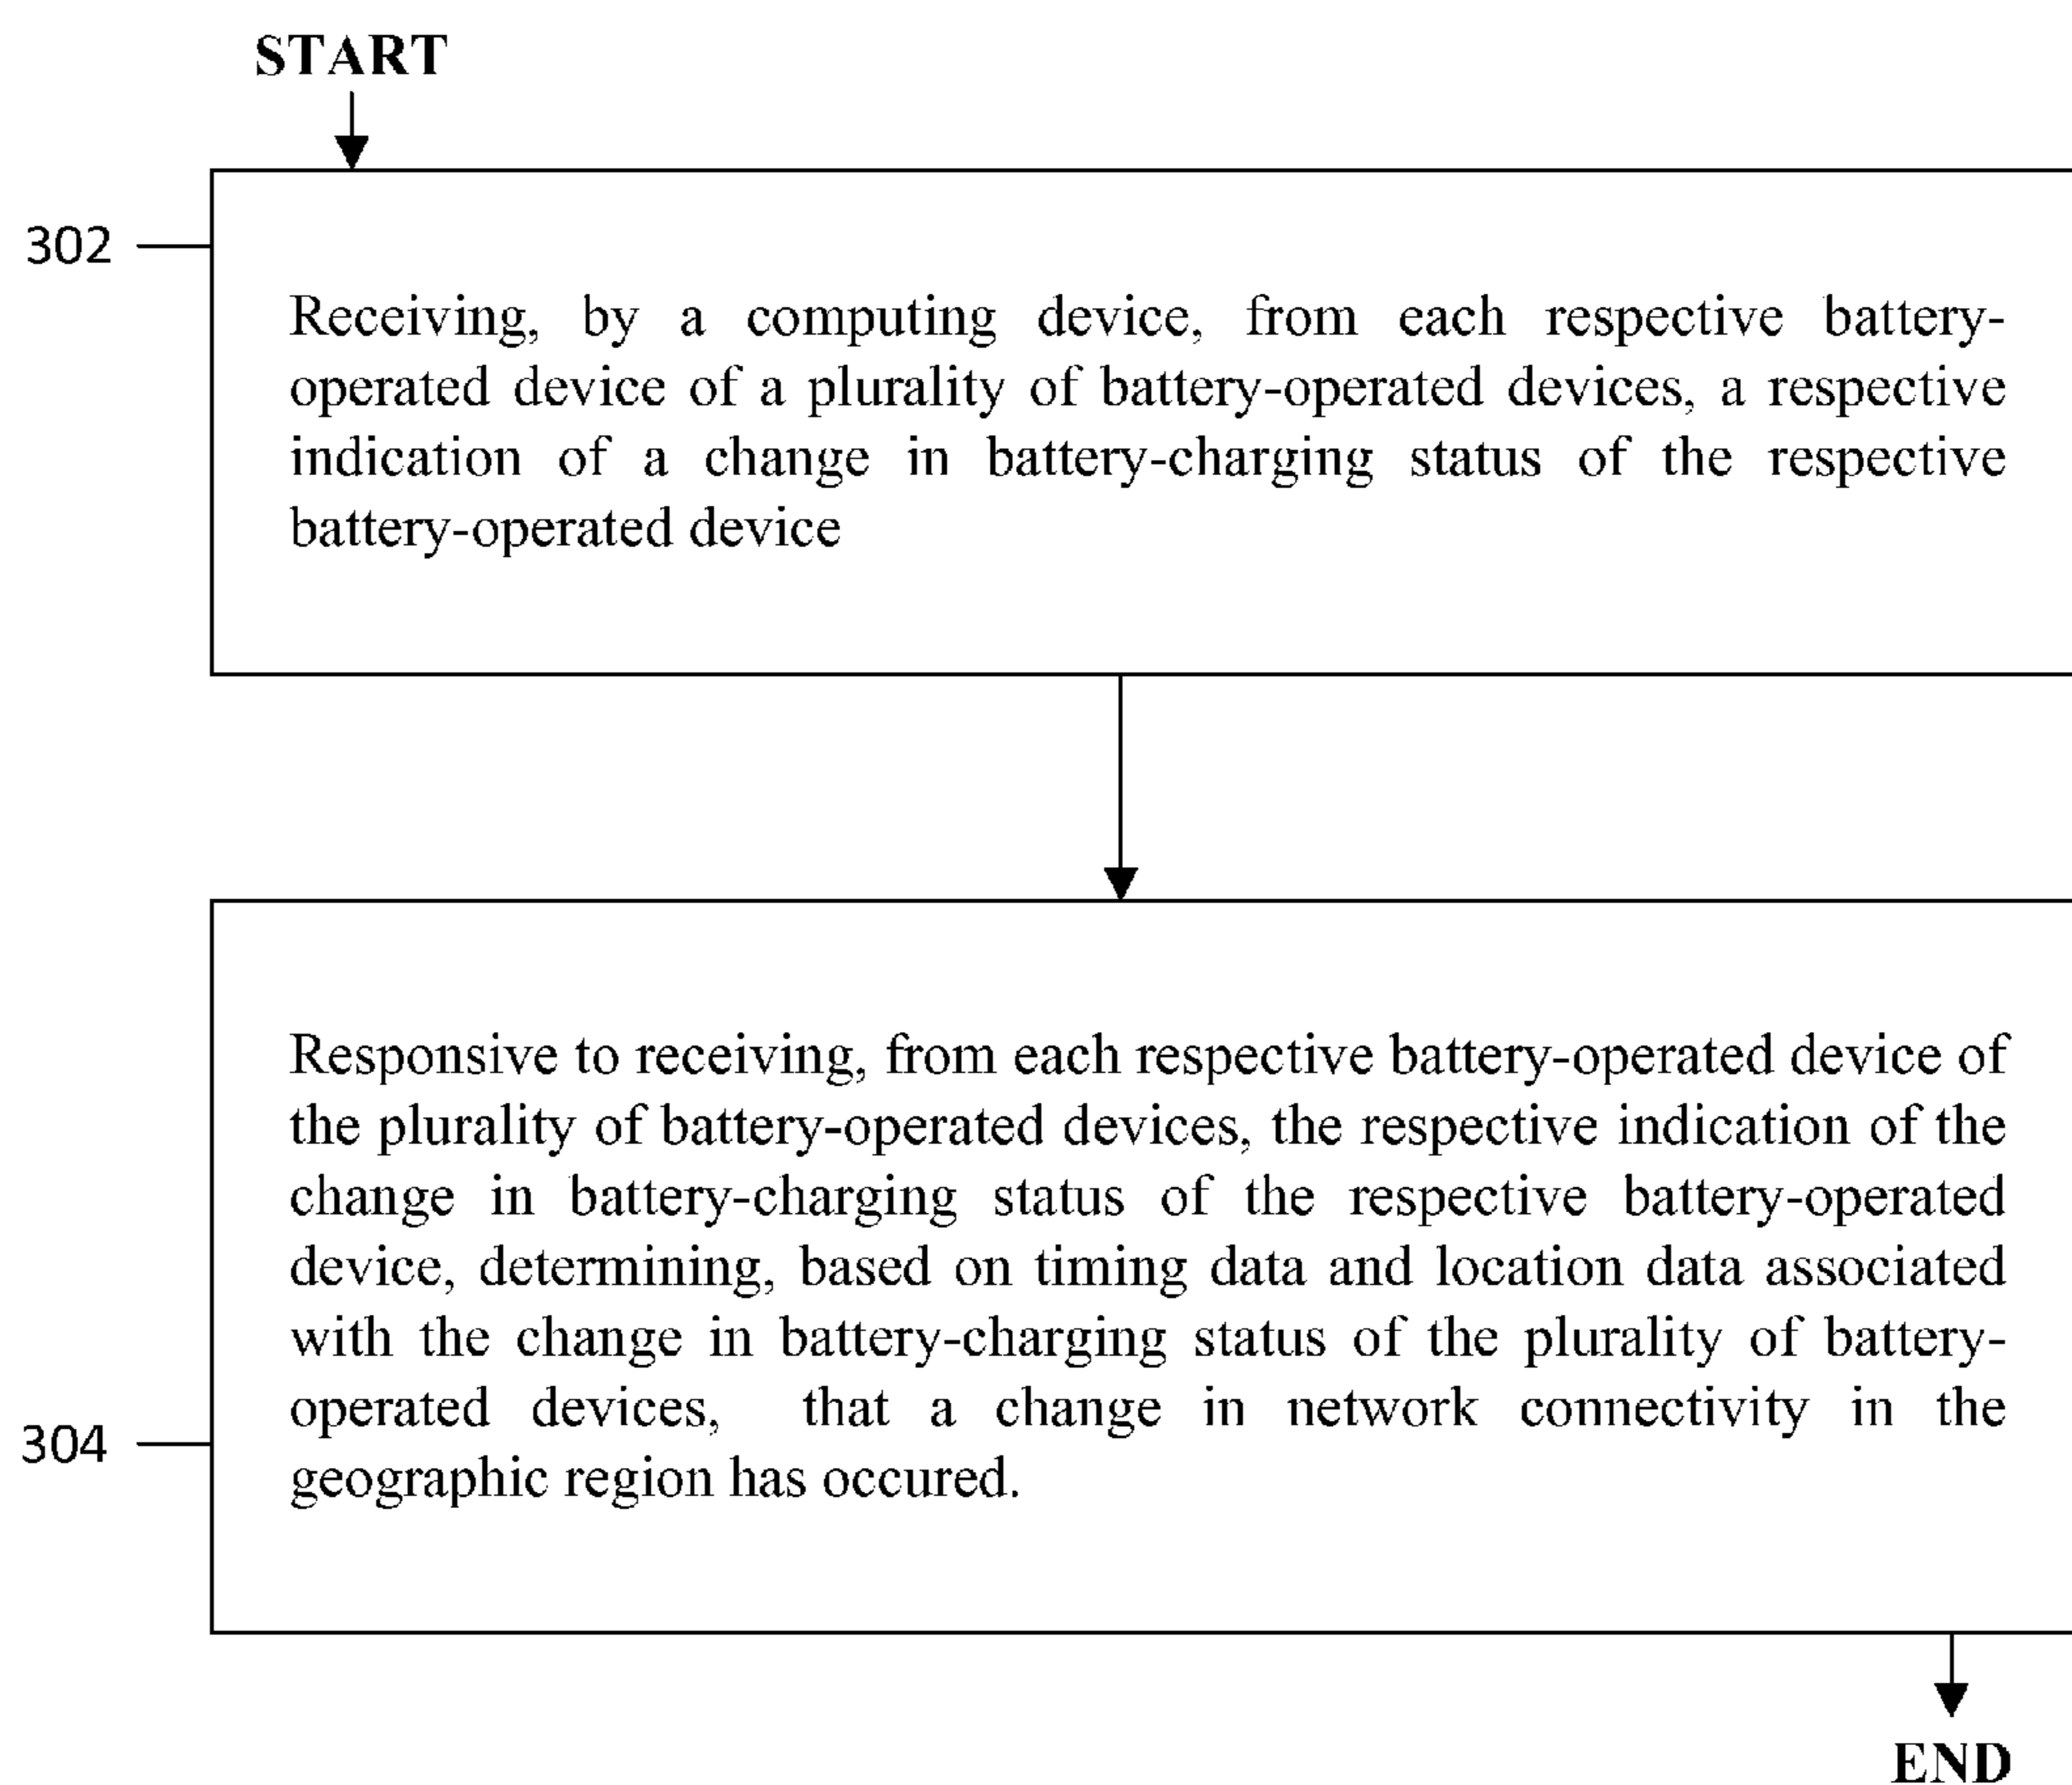 START
302
Receiving, by a computing device, from each respective battery-
operated device of a plurality of battery-operated devices, a respective
indication of a change in battery-charging status of the respective
battery-operated device
Responsive to receiving, from each respective battery-operated device of
the plurality of battery-operated devices, the respective indication of the
change in battery-charging status of the respective battery-operated
device, determining, based on timing data and location data associated
with the change in battery-charging status of the plurality of battery-
operated devices, that a change in network connectivity in the
304
geographic region has occured.
END